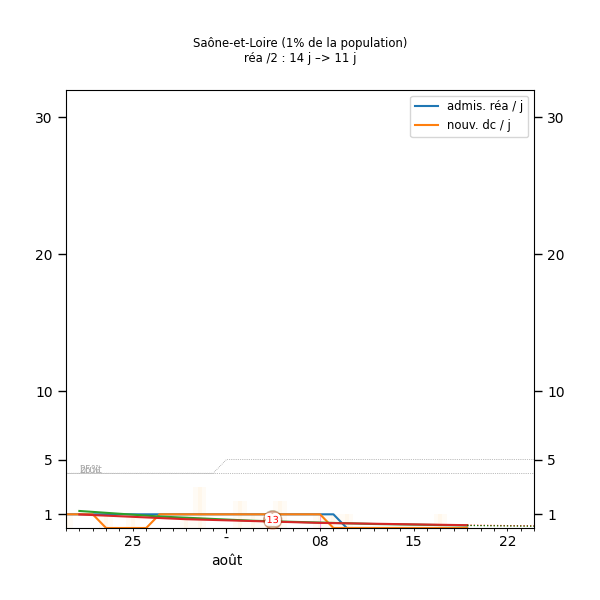 Saône-et-Loire (1% de la population)
réa /2 : 14 j –> 11 j
admis. réa / j
nouv. dc / j
30 30
20 20
10 10
5 5
25%
13
1 1
25 - 08 15 22
août